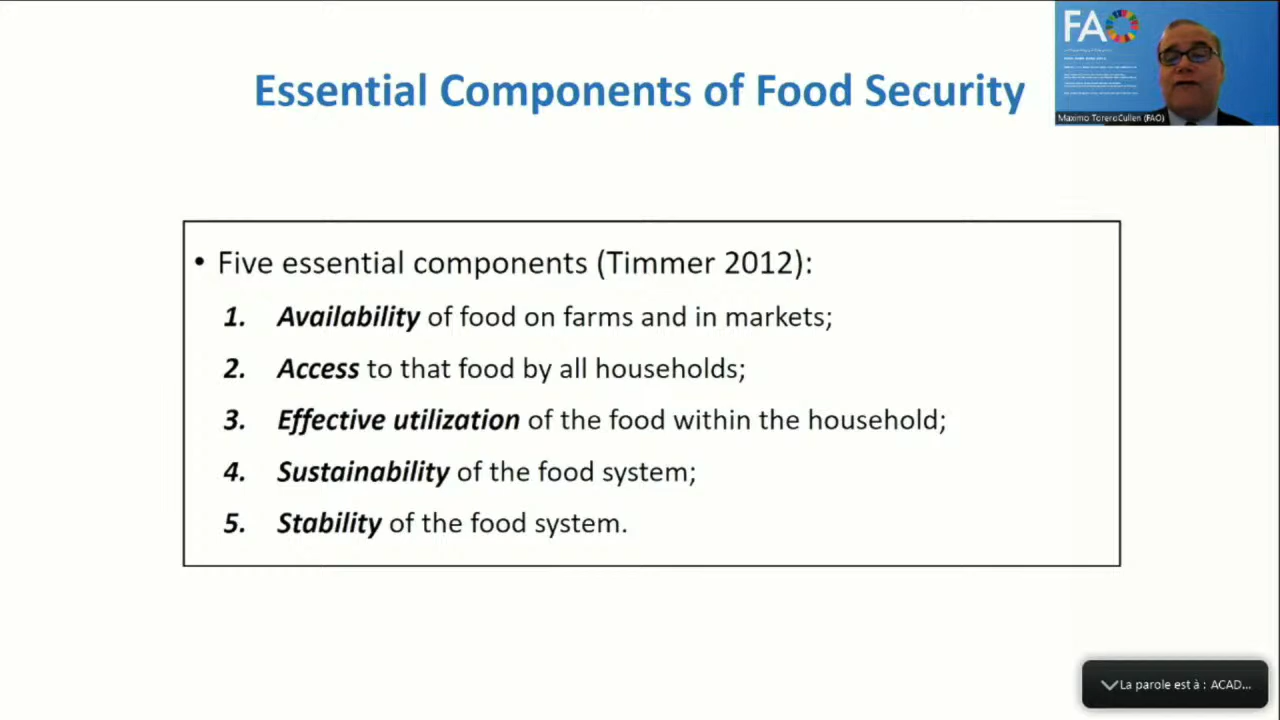 Essential Components of Food Security
FAO
Maximo ToreroCullen (FAO)
• Five essential components (Timmer 2012):
1. Availability of food on farms and in markets;
2. Access to that food by all households;
3. Effective utilization of the food within the household;
4. Sustainability of the food system;
5. Stability of the food system.
La parole est à : ACAD...